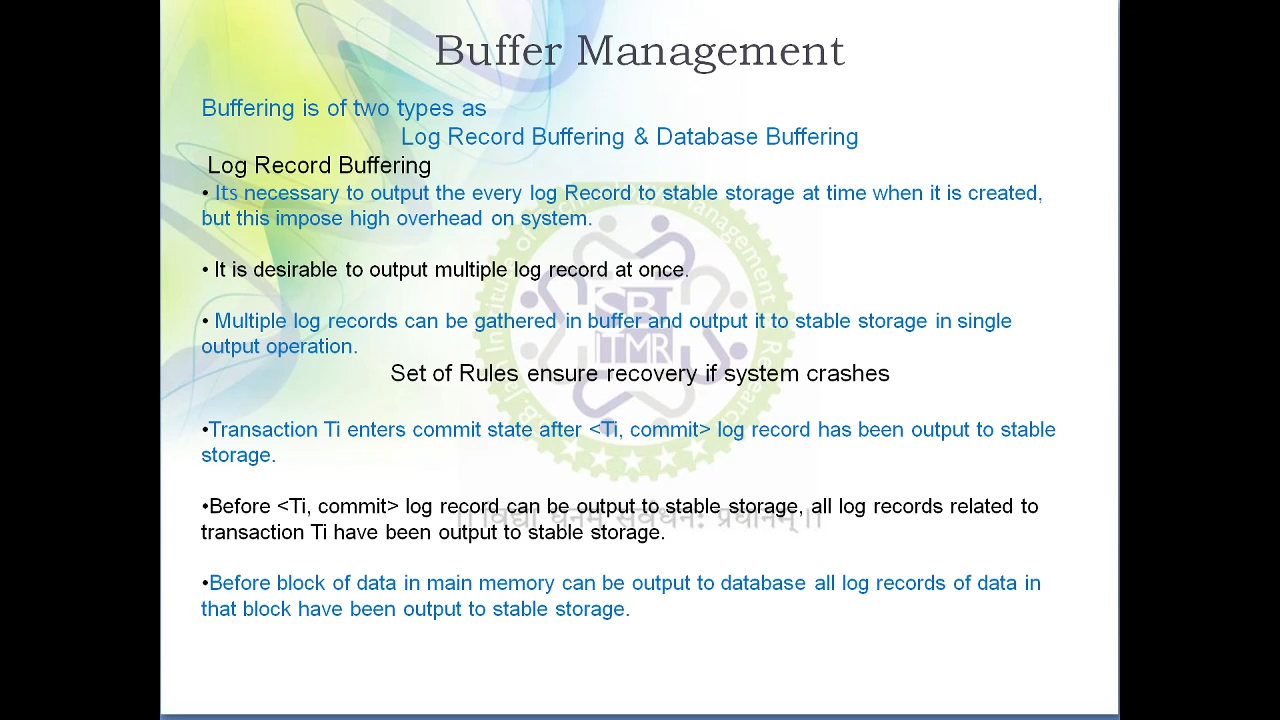 Buffer Management
Buffering is of two types as
Log Record Buffering & Database Buffering
Log Record Buffering
• Its necessary to output the every log Record to stable storage at time when it is created,
but this impose high overhead on system.
• It is desirable to output multiple log record at once.
• Multiple log records can be gathered in buffer and output it to stable storage in single
output operation.
Set of Rules ensure recovery if system crashes
•Transaction Ti enters commit state after <Ti, commit> log record has been output to stable
storage.
•Before <Ti, commit> log record can be output to stable storage, all log records related to
transaction Ti have been output to stable storage.
•Before block of data in main memory can be output to database all log records of data in
that block have been output to stable storage.
SB
ITMR